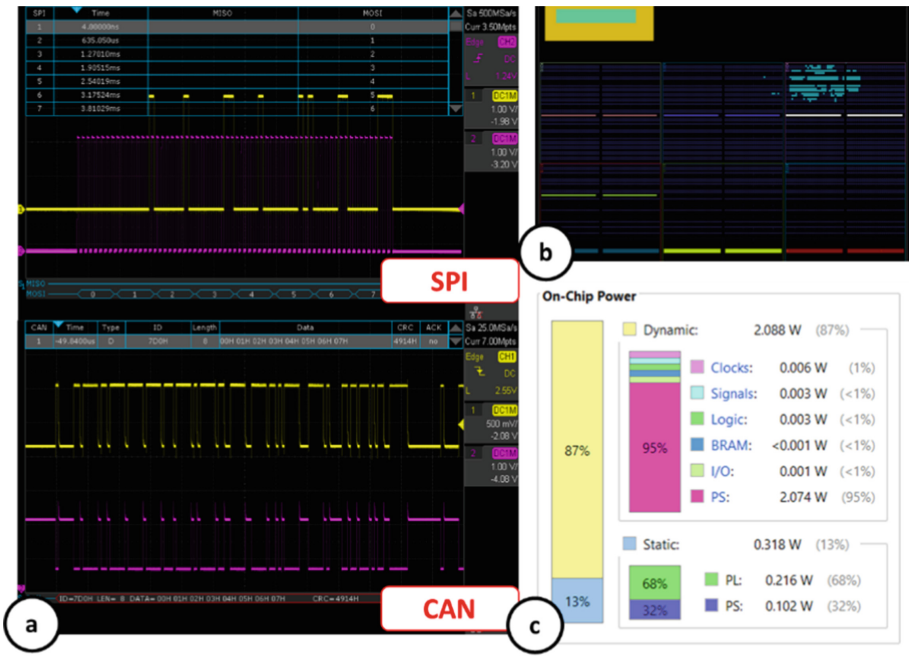 SPI Time MISO MOSI
1 4.00000ns 0
2 635.050us 1
3 1.27010ms 2
4 1.90515ms 3
5 2.54019ms 4
6 3.17524ms 5
7 3.81029ms 6
Sa 500MSa/s
Curr 3.50Mpts
Edge CH2
DC
L 1.24V
1 DC1M
1.00 V/
-1.98 V
2 DC1M
1.00 V/
-3.20 V
MISO
MOSI 0 1 2 3 4 5 6 7
SPI
CAN Time Type ID Length Data CRC ACK
1 -49.8400us D 7D0H 8 00H 01H 02H 03H 04H 05H 06H 07H 4914H no
Sa 25.0MSa/s
Curr 7.00Mpts
Edge CH1
DC
L 2.55V
1 DC1M
500 mV/
-2.08 V
2 DC1M
1.00 V/
-4.08 V
ID=7D0H LEN= 8 DATA= 00H 01H 02H 03H 04H 05H 06H 07H CRC=4914H
CAN
a
b
On-Chip Power
87%
13%
Dynamic: 2.088 W (87%)
95%
Clocks: 0.006 W (1%)
Signals: 0.003 W (<1%)
Logic: 0.003 W (<1%)
BRAM: <0.001 W (<1%)
I/O: 0.001 W (<1%)
PS: 2.074 W (95%)
Static: 0.318 W (13%)
68%
32%
PL: 0.216 W (68%)
PS: 0.102 W (32%)
c